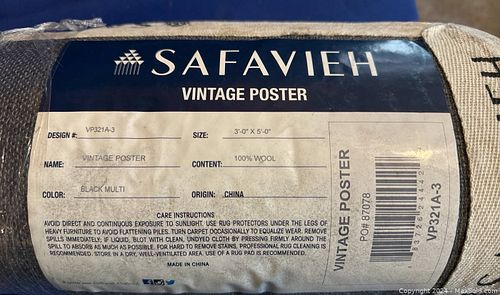 SAFAVIEH
VINTAGE POSTER
DESIGN #: VP321A-3 SIZE: 3'-0" X 5'-0"
NAME: VINTAGE POSTER CONTENT: 100% WOOL
COLOR: BLACK MULTI ORIGIN: CHINA
CARE INSTRUCTIONS
AVOID DIRECT AND CONTINUOUS EXPOSURE TO SUNLIGHT. USE RUG PROTECTORS UNDER THE LEGS OF
HEAVY FURNITURE TO AVOID FLATTENING PILES. TURN CARPET OCCASIONALLY TO EQUALIZE WEAR. REMOVE
SPILLS IMMEDIATELY; IF LIQUID, BLOT WITH CLEAN, UNDYED CLOTH BY PRESSING FIRMLY AROUND THE
SPILL TO ABSORB AS MUCH AS POSSIBLE. FOR HARD TO REMOVE STAINS, PROFESSIONAL RUG CLEANING IS
RECOMMENDED. STORE IN A DRY, WELL-VENTILATED AREA. USE OF A RUG PAD IS RECOMMENDED.
MADE IN CHINA
VINTAGE POSTER
PO# 87078
VP321A-3
Copyright 2024 - MaxSold.com